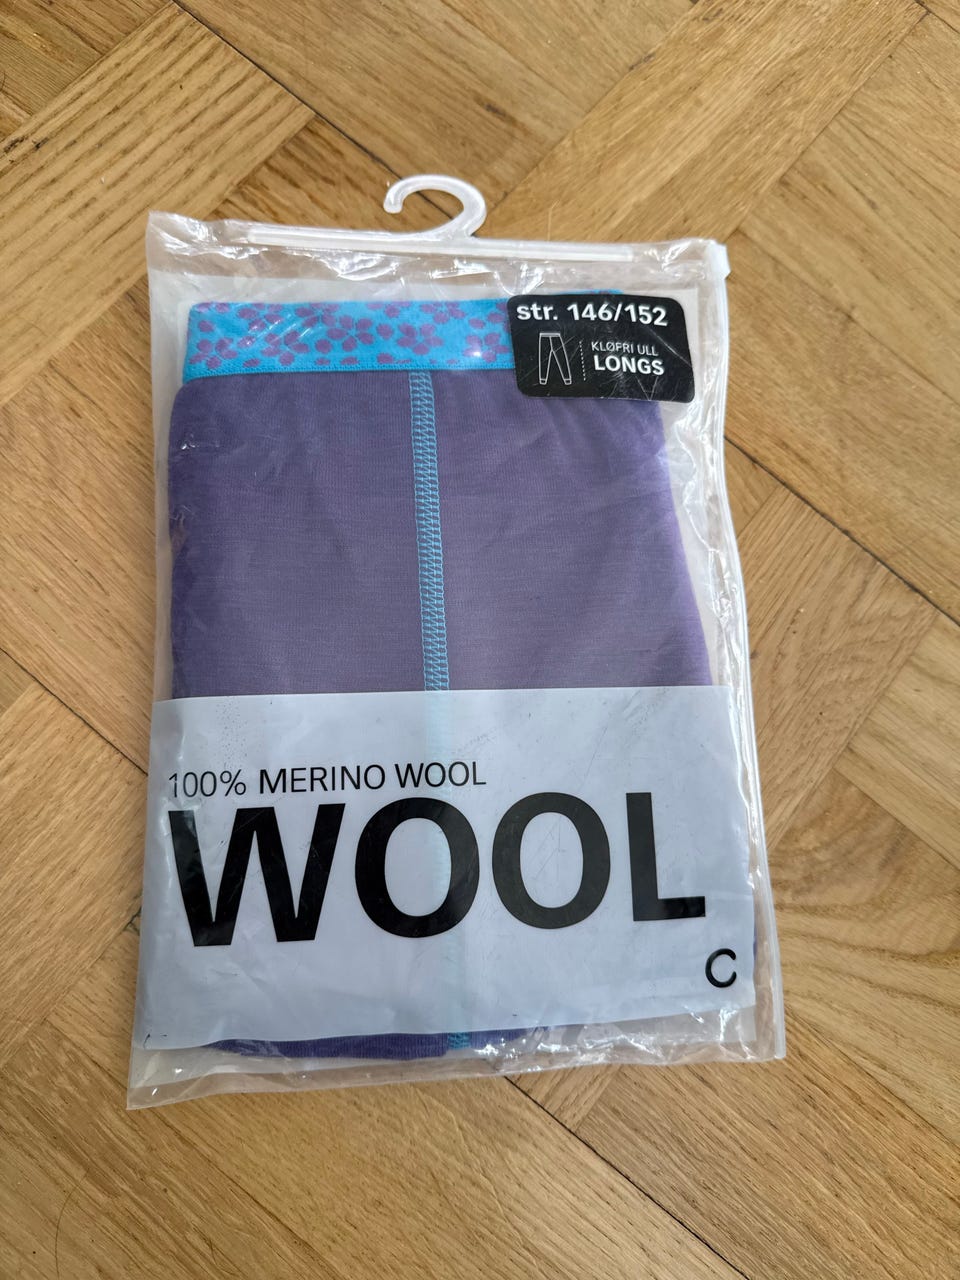 str. 146/152
KLØFRI ULL
LONGS
100% MERINO WOOL
WOOL
C